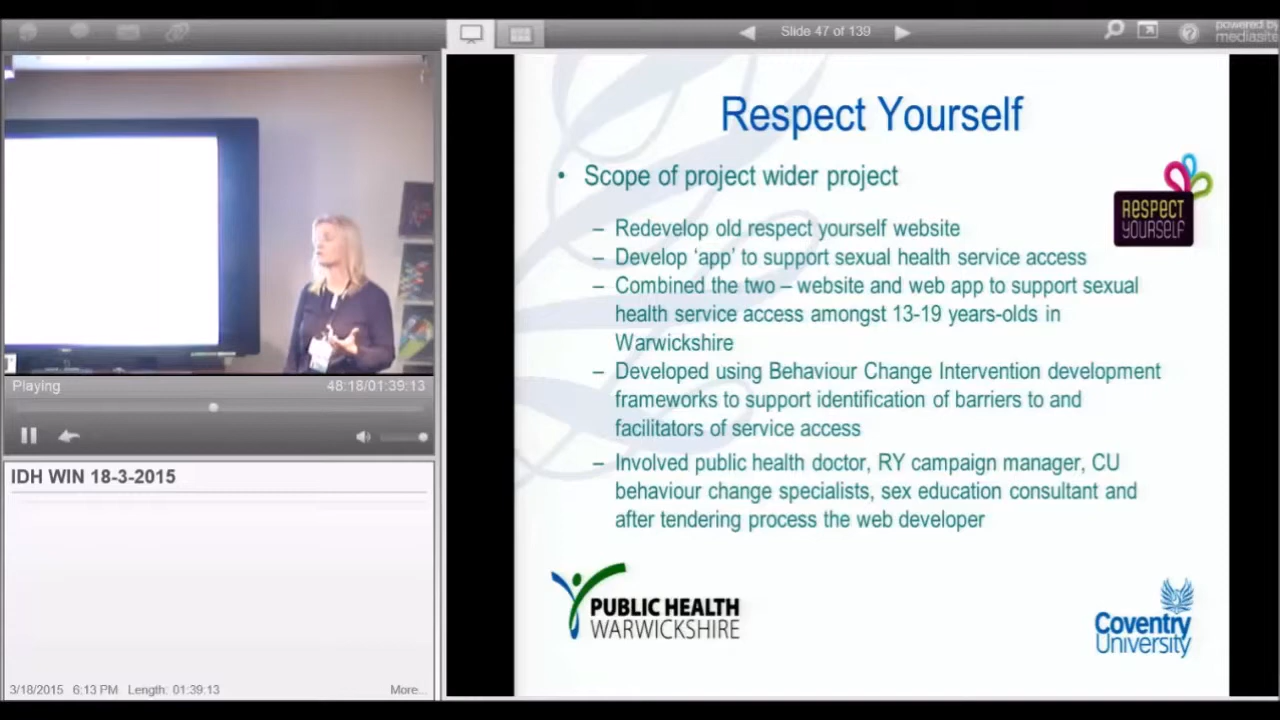 Slide 47 of 139
powered by
mediasite
Respect Yourself
• Scope of project wider project
RESPECT
YOURSELF
– Redevelop old respect yourself website
– Develop ‘app’ to support sexual health service access
– Combined the two – website and web app to support sexual
health service access amongst 13-19 years-olds in
Warwickshire
– Developed using Behaviour Change Intervention development
frameworks to support identification of barriers to and
facilitators of service access
– Involved public health doctor, RY campaign manager, CU
behaviour change specialists, sex education consultant and
after tendering process the web developer
PUBLIC HEALTH
WARWICKSHIRE
Coventry
University
Playing 48:18/01:39:13
IDH WIN 18-3-2015
3/18/2015 6:13 PM Length: 01:39:13 More...